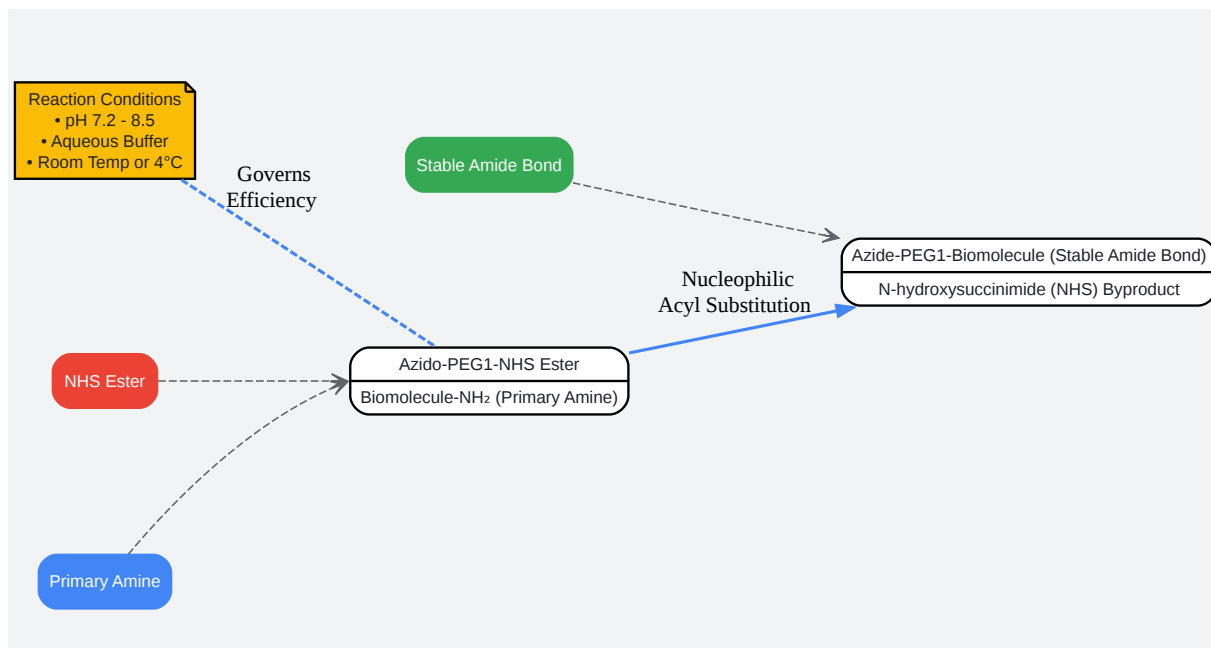 Reaction Conditions
• pH 7.2 - 8.5
• Aqueous Buffer
• Room Temp or 4°C
Governs
Efficiency
Stable Amide Bond
Nucleophilic
Acyl Substitution
Azide-PEG1-Biomolecule (Stable Amide Bond)
N-hydroxysuccinimide (NHS) Byproduct
NHS Ester
Azido-PEG1-NHS Ester
Biomolecule-NH₂ (Primary Amine)
Primary Amine